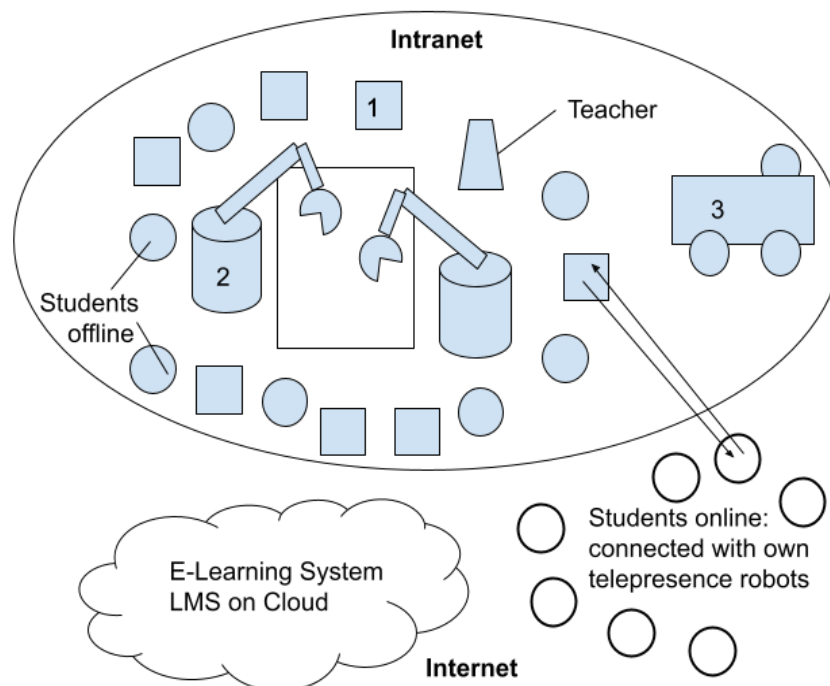 Intranet
1
Teacher
3
2
Students
offline
Students online:
connected with own
telepresence robots
E-Learning System
LMS on Cloud
Internet